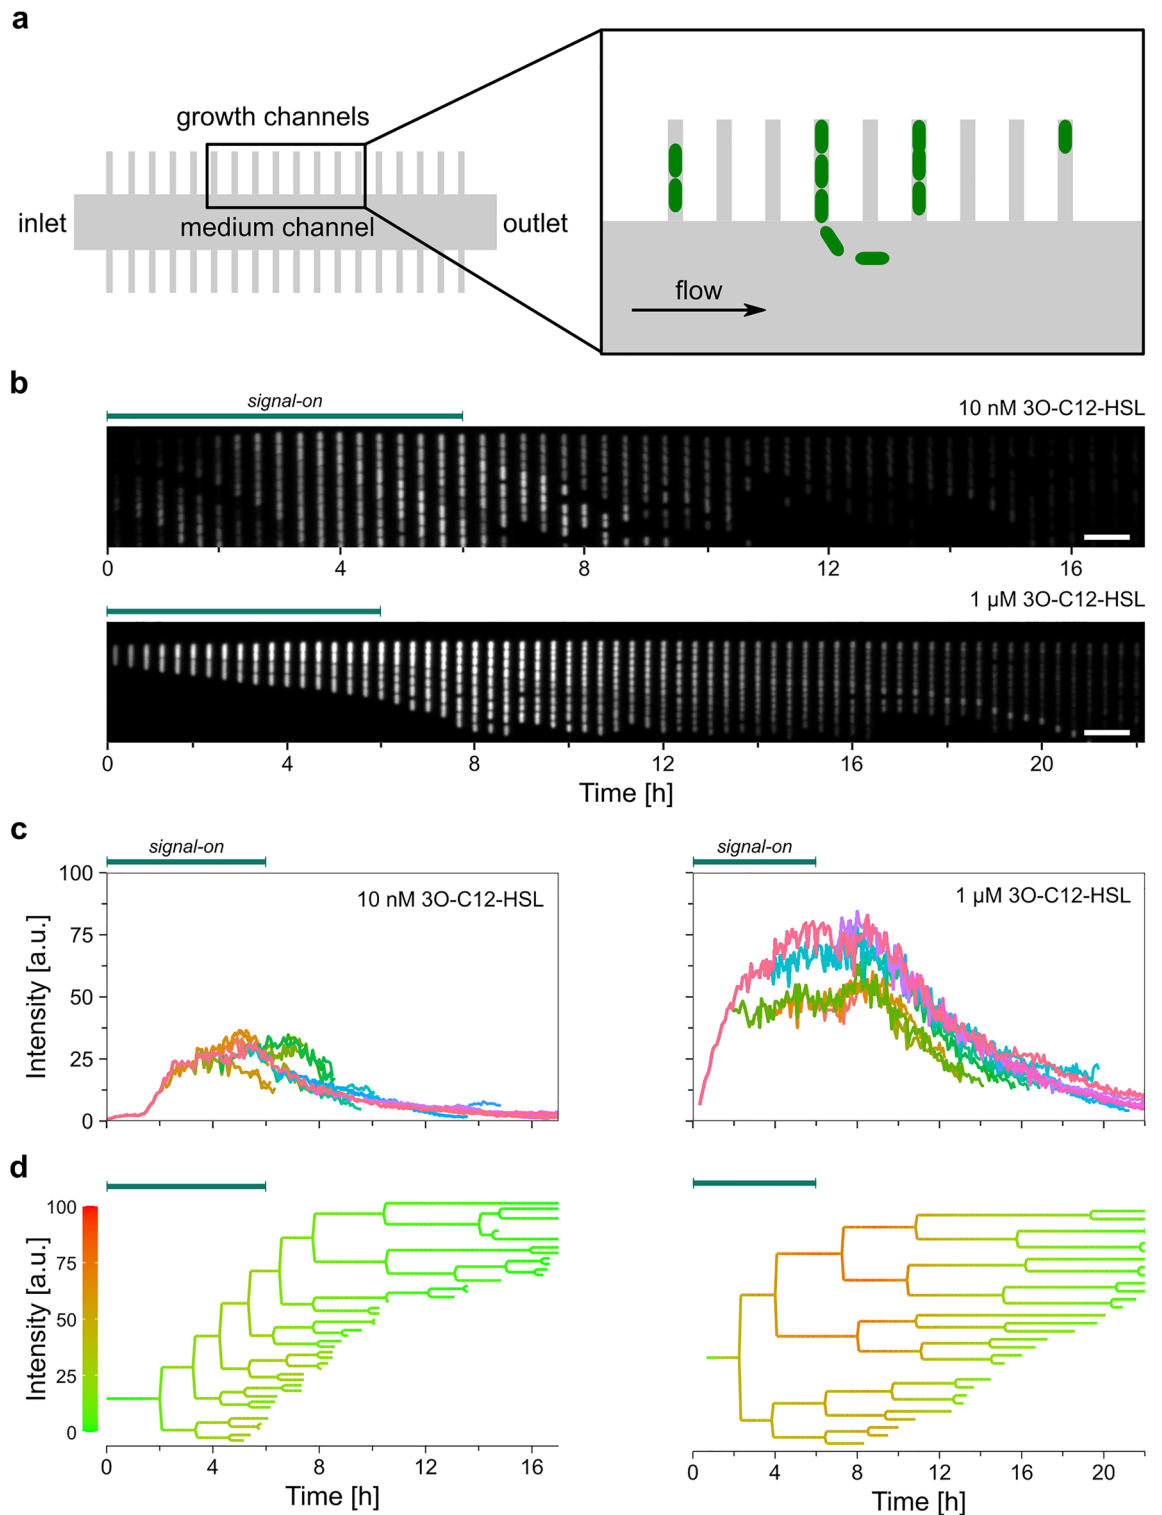 a
growth channels
inlet
medium channel
outlet
flow
b
signal-on
10 nM 3O-C12-HSL
0 4 8 12 16
1 µM 3O-C12-HSL
0 4 8 12 16 20
Time [h]
c
signal-on
signal-on
100
75
50
25
0
Intensity [a.u.]
10 nM 3O-C12-HSL
1 µM 3O-C12-HSL
d
100
75
50
25
0
Intensity [a.u.]
0 4 8 12 16
Time [h]
0 4 8 12 16 20
Time [h]